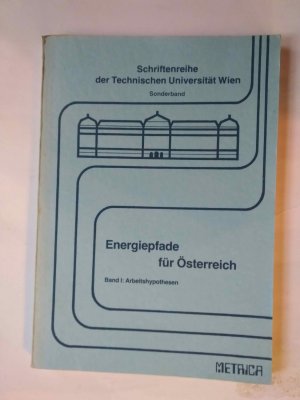 Schriftenreihe
der Technischen Universität Wien
Sonderband
Energiepfade
für Österreich
Band I: Arbeitshypothesen
METRICA